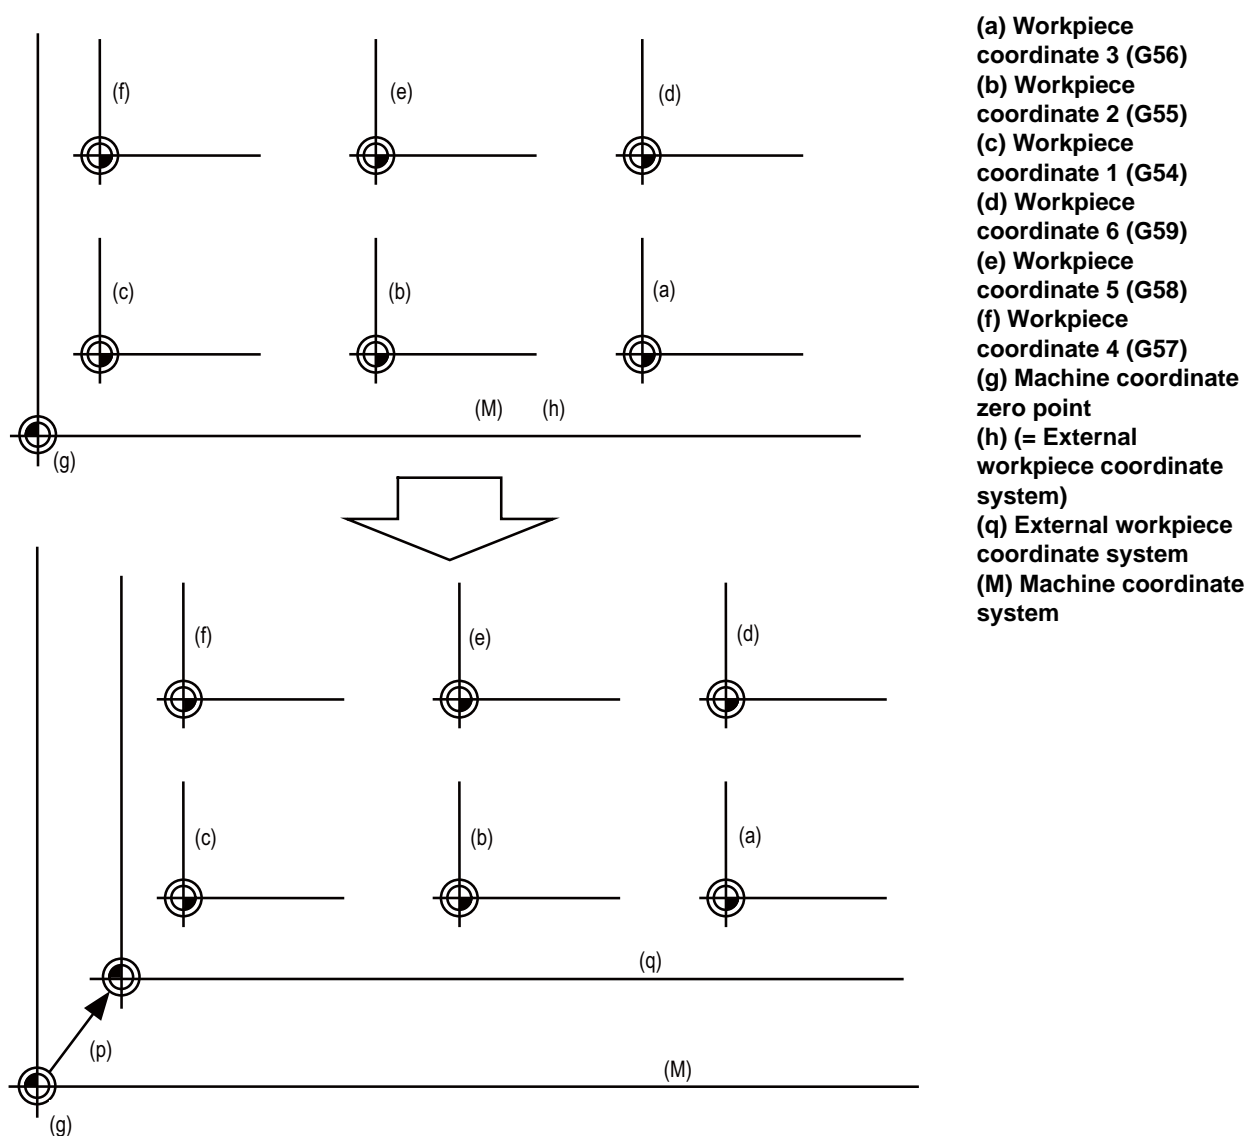 (f)
(e)
(d)
(c)
(b)
(a)
(M) (h)
(g)
(f)
(e)
(d)
(c)
(b)
(a)
(q)
(p)
(M)
(g)
(a) Workpiece
coordinate 3 (G56)
(b) Workpiece
coordinate 2 (G55)
(c) Workpiece
coordinate 1 (G54)
(d) Workpiece
coordinate 6 (G59)
(e) Workpiece
coordinate 5 (G58)
(f) Workpiece
coordinate 4 (G57)
(g) Machine coordinate
zero point
(h) (= External
workpiece coordinate
system)
(q) External workpiece
coordinate system
(M) Machine coordinate
system